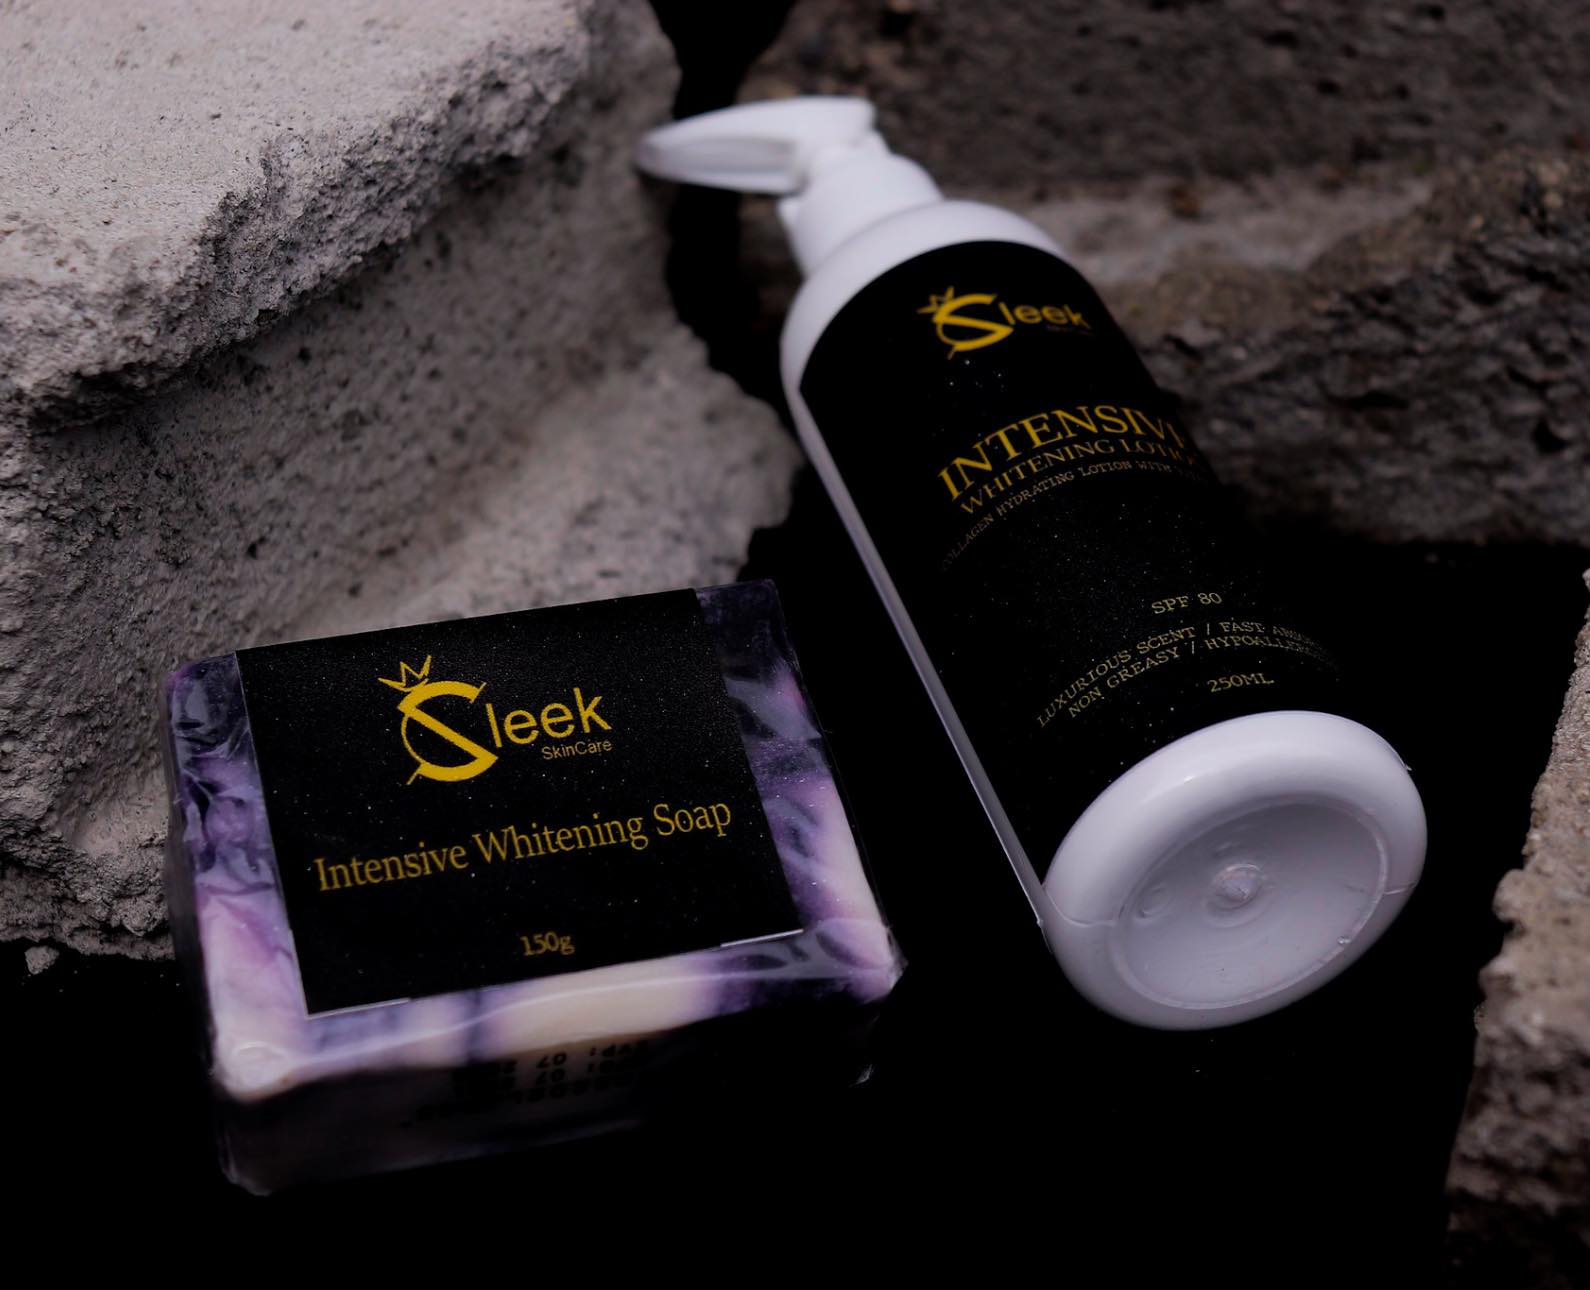 Sleek
SkinCare
Intensive Whitening Soap
150g
Sleek
INTENSIVE
WHITENING LOTION
COLLAGEN HYDRATING LOTION WITH
SPF 80
LUXURIOUS SCENT / FAST
NON GREASY / HYPOALLERGENIC
250ML